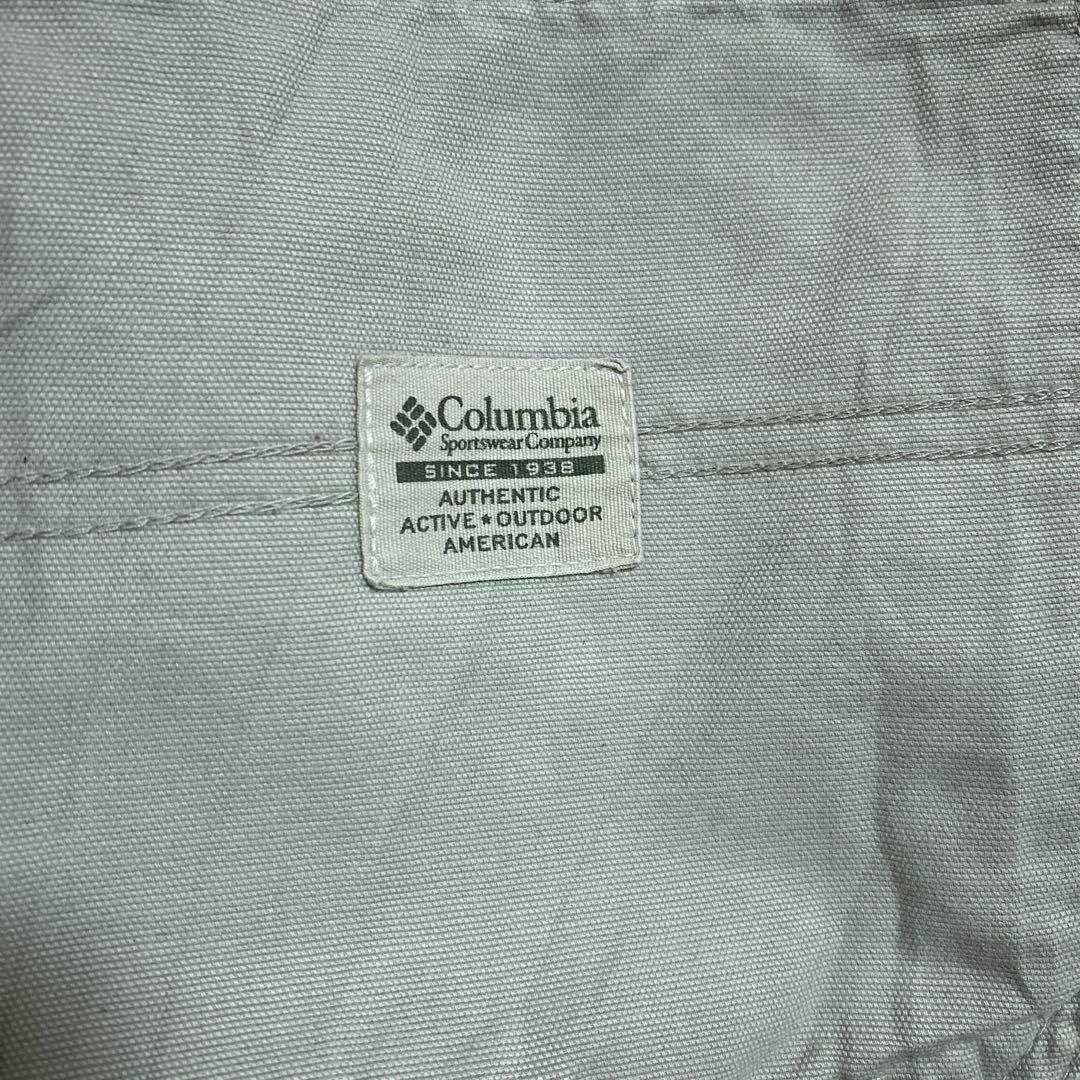 Columbia
Sportswear Company
SINCE 1938
AUTHENTIC
ACTIVE★OUTDOOR
AMERICAN